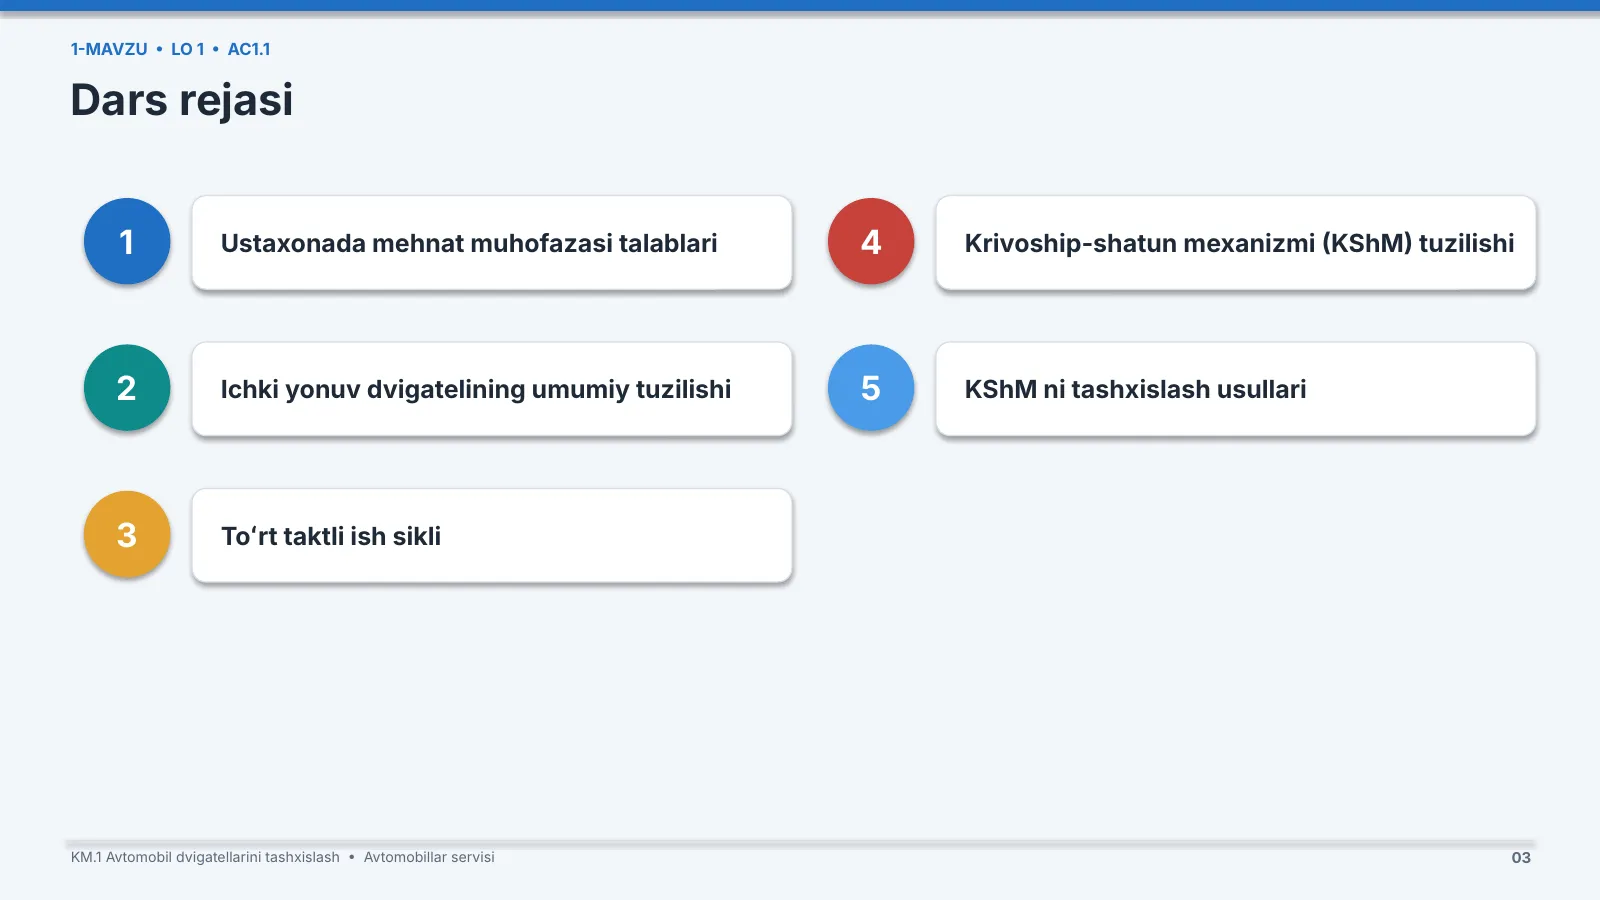 1-MAVZU • LO 1 • AC1.1
Dars rejasi
1
Ustaxonada mehnat muhofazasi talablari
2
Ichki yonuv dvigatelining umumiy tuzilishi
3
Toʻrt taktli ish sikli
4
Krivoship-shatun mexanizmi (KShM) tuzilishi
5
KShM ni tashxislash usullari
KM.1 Avtomobil dvigatellarini tashxislash • Avtomobillar servisi
03